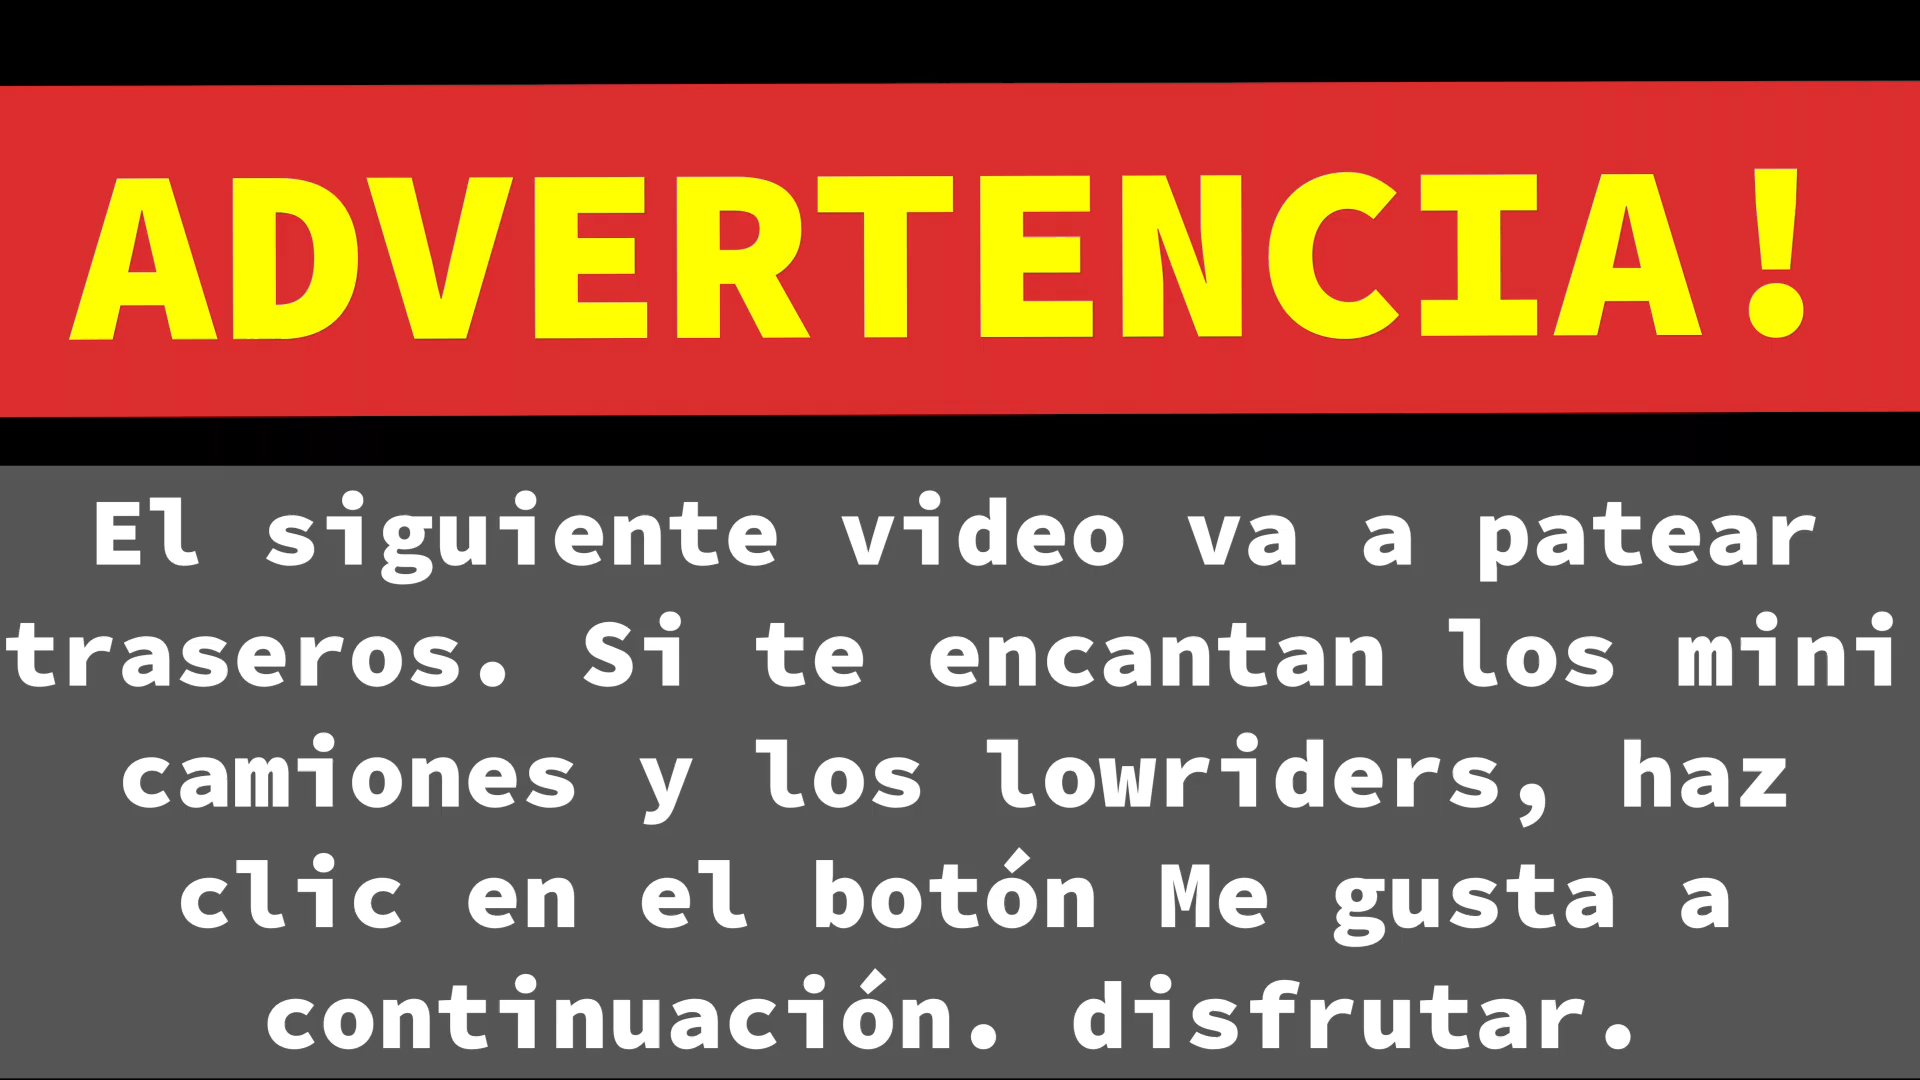 ADVERTENCIA!
El siguiente video va a patear
traseros. Si te encantan los mini
camiones y los lowriders, haz
clic en el botón Me gusta a
continuación. disfrutar.